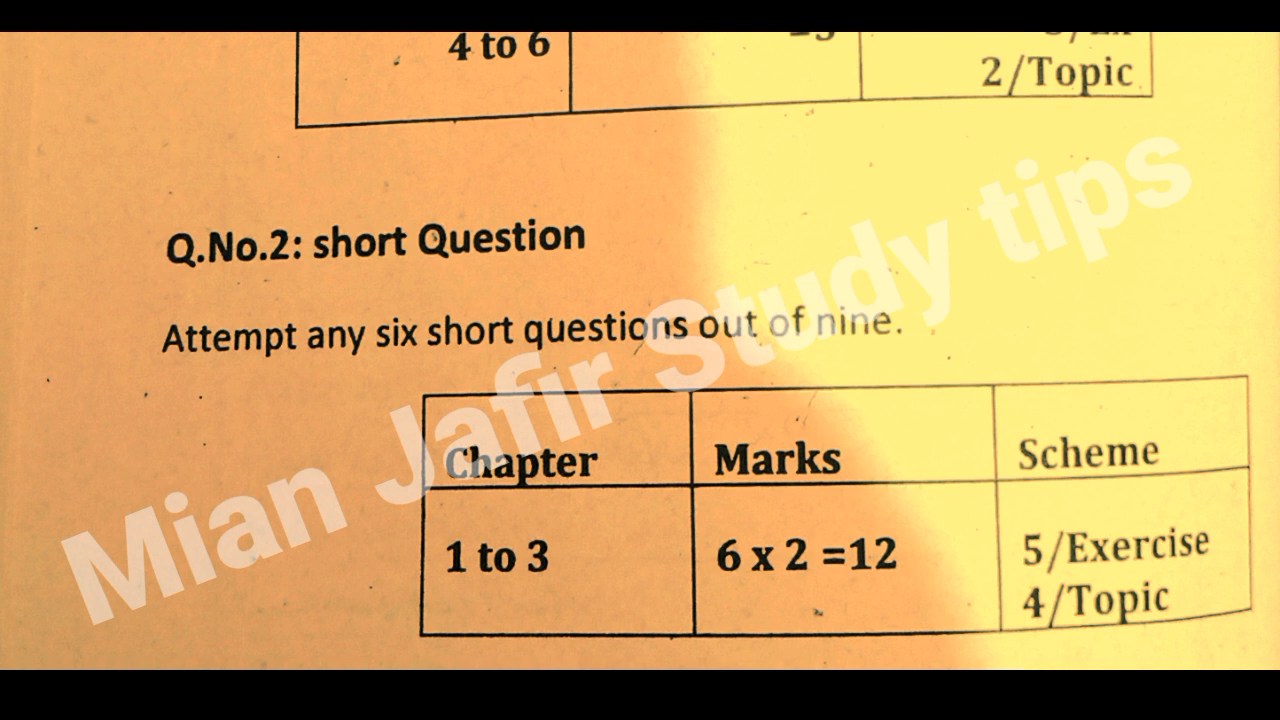 4 to 6
2/Topic
Q.No.2: short Question
Attempt any six short questions out of nine.
Chapter Marks Scheme
1 to 3 6 x 2 =12 5/Exercise
4/Topic
Mian Jafir Study tips